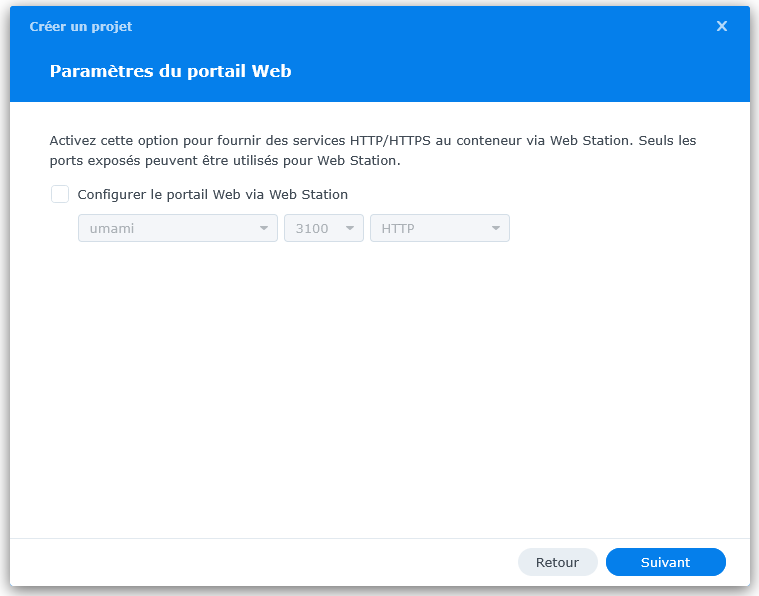 Créer un projet
Paramètres du portail Web
Activez cette option pour fournir des services HTTP/HTTPS au conteneur via Web Station. Seuls les
ports exposés peuvent être utilisés pour Web Station.
Configurer le portail Web via Web Station
umami 3100 HTTP
Retour Suivant